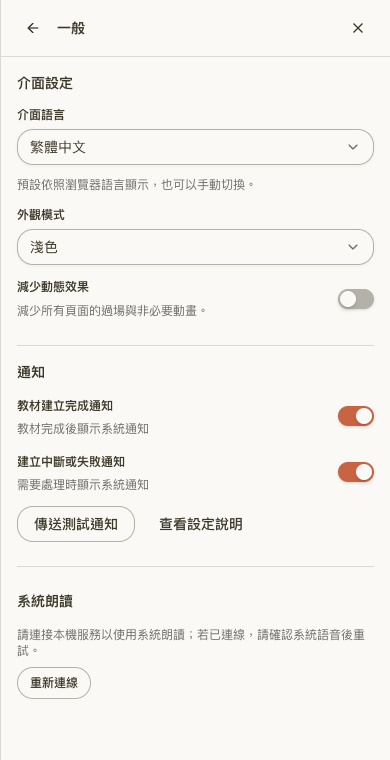 一般
介面設定
介面語言
繁體中文
預設依照瀏覽器語言顯示，也可以手動切換。
外觀模式
淺色
減少動態效果
減少所有頁面的過場與非必要動畫。
通知
教材建立完成通知
教材完成後顯示系統通知
建立中斷或失敗通知
需要處理時顯示系統通知
傳送測試通知 查看設定說明
系統朗讀
請連接本機服務以使用系統朗讀；若已連線，請確認系統語音後重
試。
重新連線